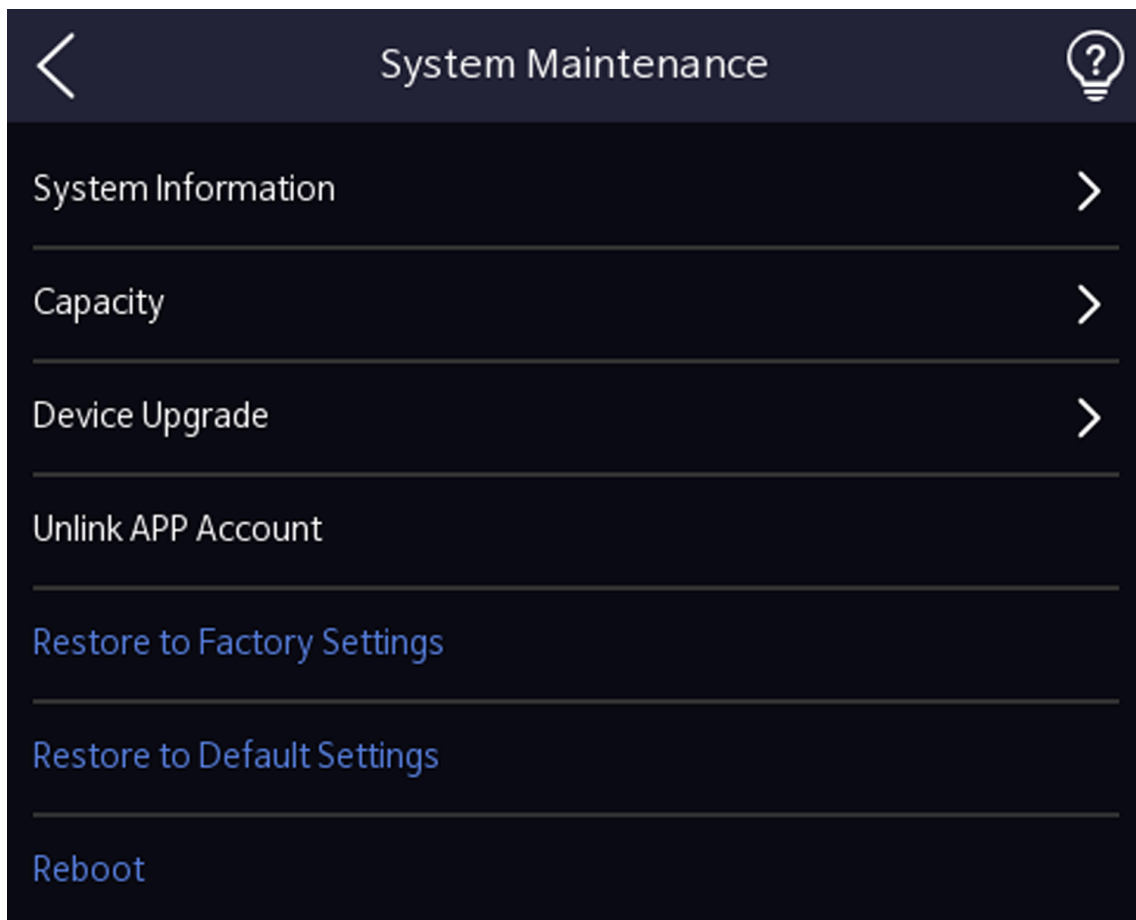 System Maintenance
?
System Information
Capacity
Device Upgrade
Unlink APP Account
Restore to Factory Settings
Restore to Default Settings
Reboot